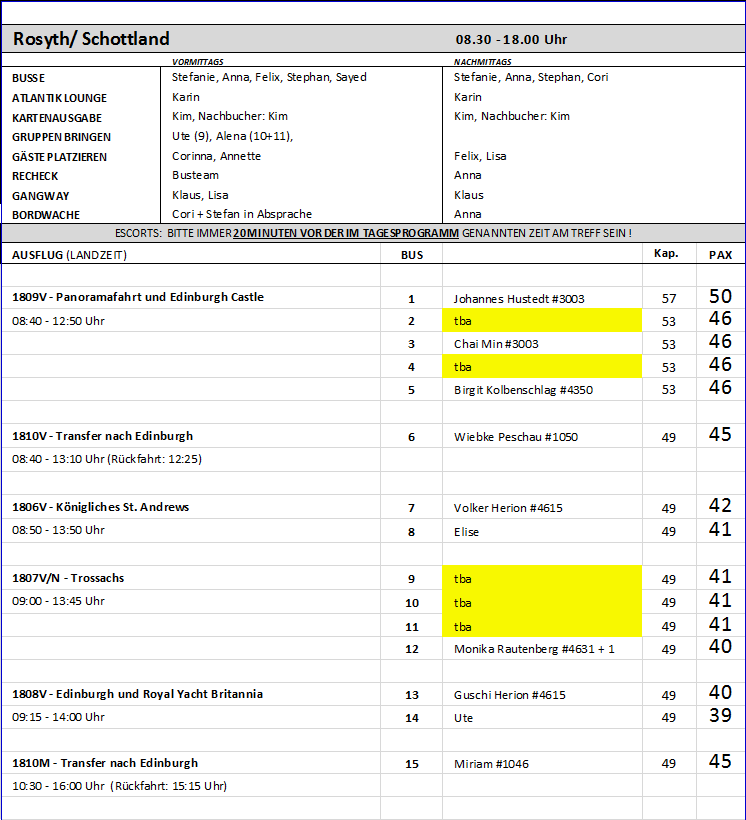 Rosyth/ Schottland 08.30 - 18.00 Uhr
VORMITTAGS NACHMITTAGS
BUSSE Stefanie, Anna, Felix, Stephan, Sayed Stefanie, Anna, Stephan, Cori
ATLANTIK LOUNGE Karin Karin
KARTENAUSGABE Kim, Nachbucher: Kim Kim, Nachbucher: Kim
GRUPPEN BRINGEN Ute (9), Alena (10+11),
GÄSTE PLATZIEREN Corinna, Annette Felix, Lisa
RECHECK Busteam Anna
GANGWAY Klaus, Lisa Klaus
BORDWACHE Cori + Stefan in Absprache Anna
ESCORTS: BITTE IMMER 20 MINUTEN VOR DER IM TAGESPROGRAMM GENANNTEN ZEIT AM TREFF SEIN !
AUSFLUG (LANDZEIT) BUS Kap. PAX
1809V - Panoramafahrt und Edinburgh Castle 1 Johannes Hustedt #3003 57 50
08:40 - 12:50 Uhr 2 tba 53 46
3 Chai Min #3003 53 46
4 tba 53 46
5 Birgit Kolbenschlag #4350 53 46
1810V - Transfer nach Edinburgh 6 Wiebke Peschau #1050 49 45
08:40 - 13:10 Uhr (Rückfahrt: 12:25)
1806V - Königliches St. Andrews 7 Volker Herion #4615 49 42
08:50 - 13:50 Uhr 8 Elise 49 41
1807V/N - Trossachs 9 tba 49 41
09:00 - 13:45 Uhr 10 tba 49 41
11 tba 49 41
12 Monika Rautenberg #4631 + 1 49 40
1808V - Edinburgh und Royal Yacht Britannia 13 Guschi Herion #4615 49 40
09:15 - 14:00 Uhr 14 Ute 49 39
1810M - Transfer nach Edinburgh 15 Miriam #1046 49 45
10:30 - 16:00 Uhr (Rückfahrt: 15:15 Uhr)